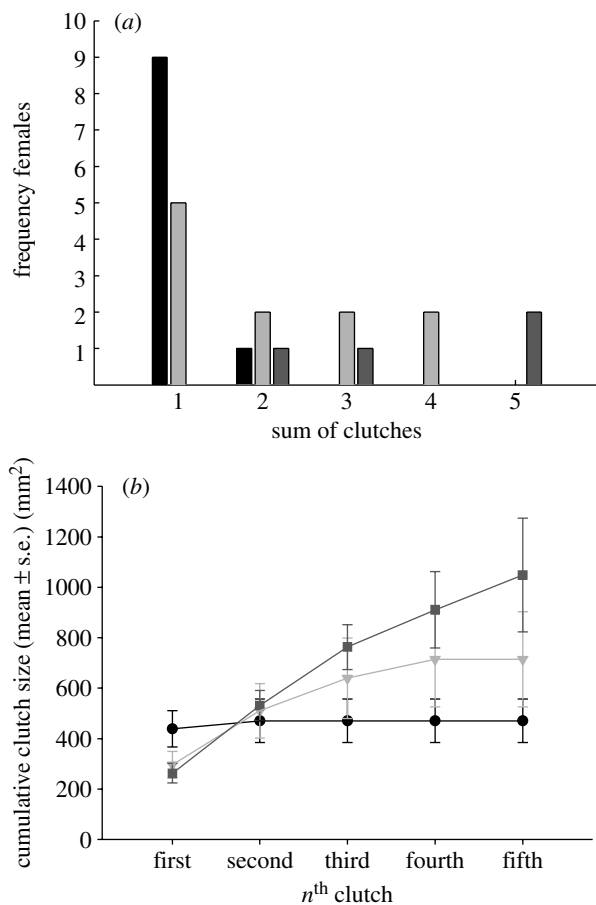 (a)
frequency females
10
9
8
7
6
5
4
3
2
1
1 2 3 4 5
sum of clutches
(b)
cumulative clutch size (mean ± s.e.) (mm²)
1400
1200
1000
800
600
400
200
0
first second third fourth fifth
nᵗʰ clutch